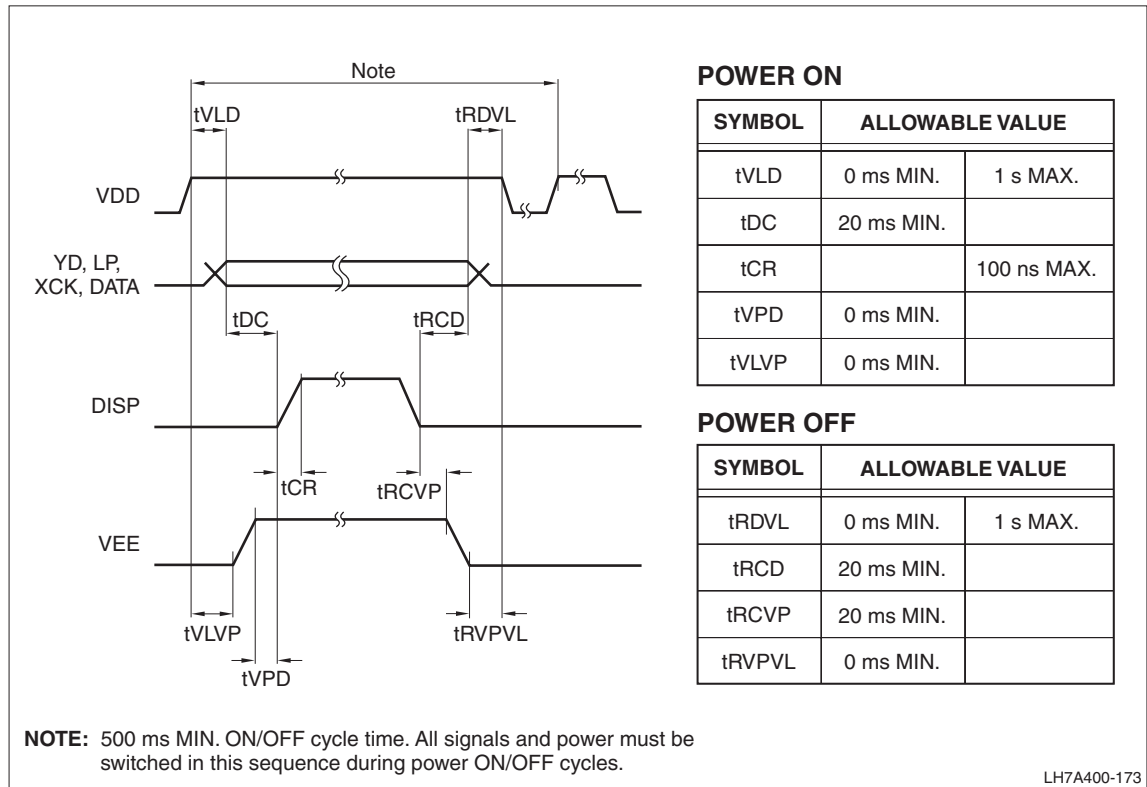 Note
tVLD
tRDVL
VDD
YD, LP,
XCK, DATA
tDC
tRCD
DISP
tCR
tRCVP
VEE
tVLVP
tRVPVL
tVPD
POWER ON
SYMBOL ALLOWABLE VALUE
tVLD 0 ms MIN. 1 s MAX.
tDC 20 ms MIN.
tCR 100 ns MAX.
tVPD 0 ms MIN.
tVLVP 0 ms MIN.
POWER OFF
SYMBOL ALLOWABLE VALUE
tRDVL 0 ms MIN. 1 s MAX.
tRCD 20 ms MIN.
tRCVP 20 ms MIN.
tRVPVL 0 ms MIN.
NOTE: 500 ms MIN. ON/OFF cycle time. All signals and power must be
switched in this sequence during power ON/OFF cycles.
LH7A400-173